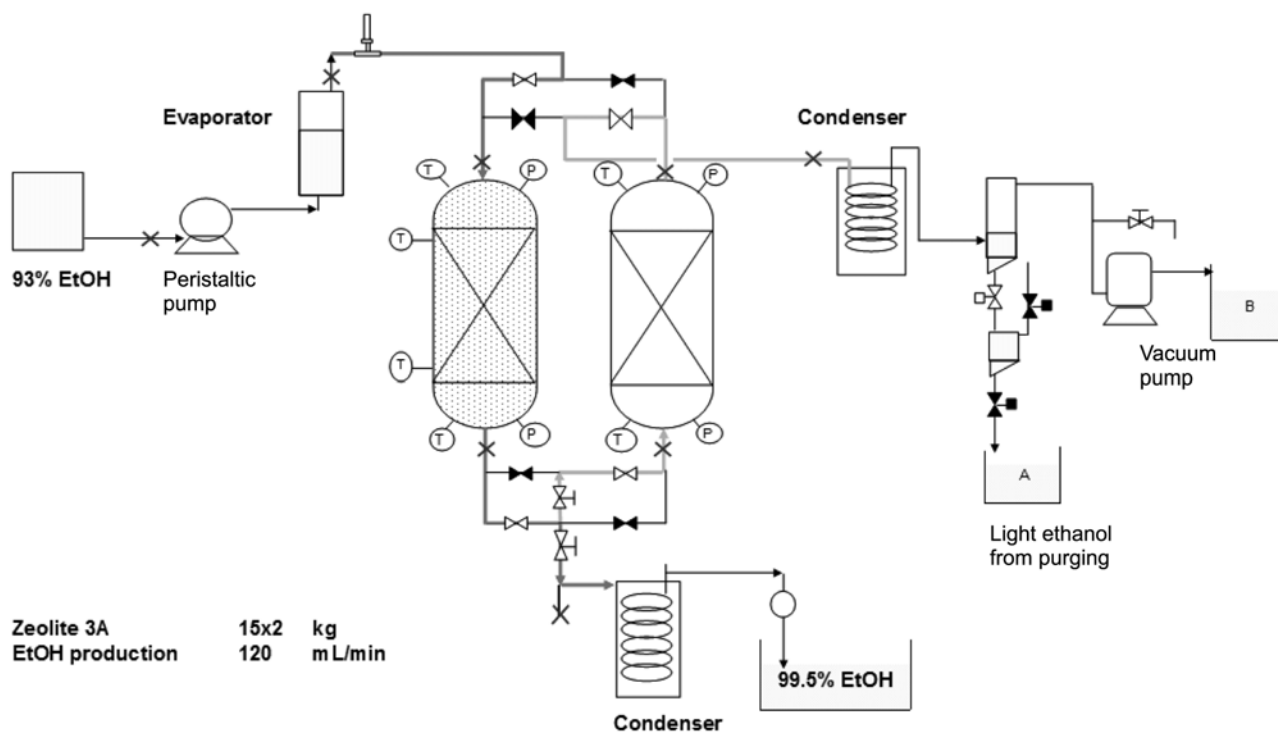 Evaporator
Condenser
T
P
T
P
93% EtOH
Peristaltic
pump
T
B
Vacuum
pump
T
T
P
T
P
A
Light ethanol
from purging
Zeolite 3A 15x2 kg
EtOH production 120 mL/min
99.5% EtOH
Condenser